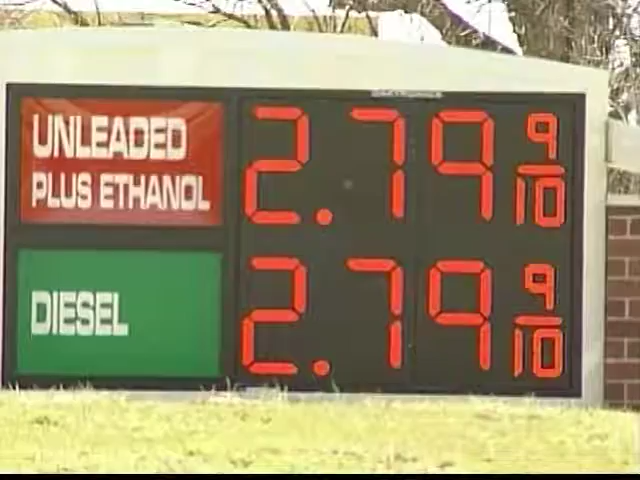 UNLEADED
PLUS ETHANOL
2.79 9/10
DIESEL
2.79 9/10